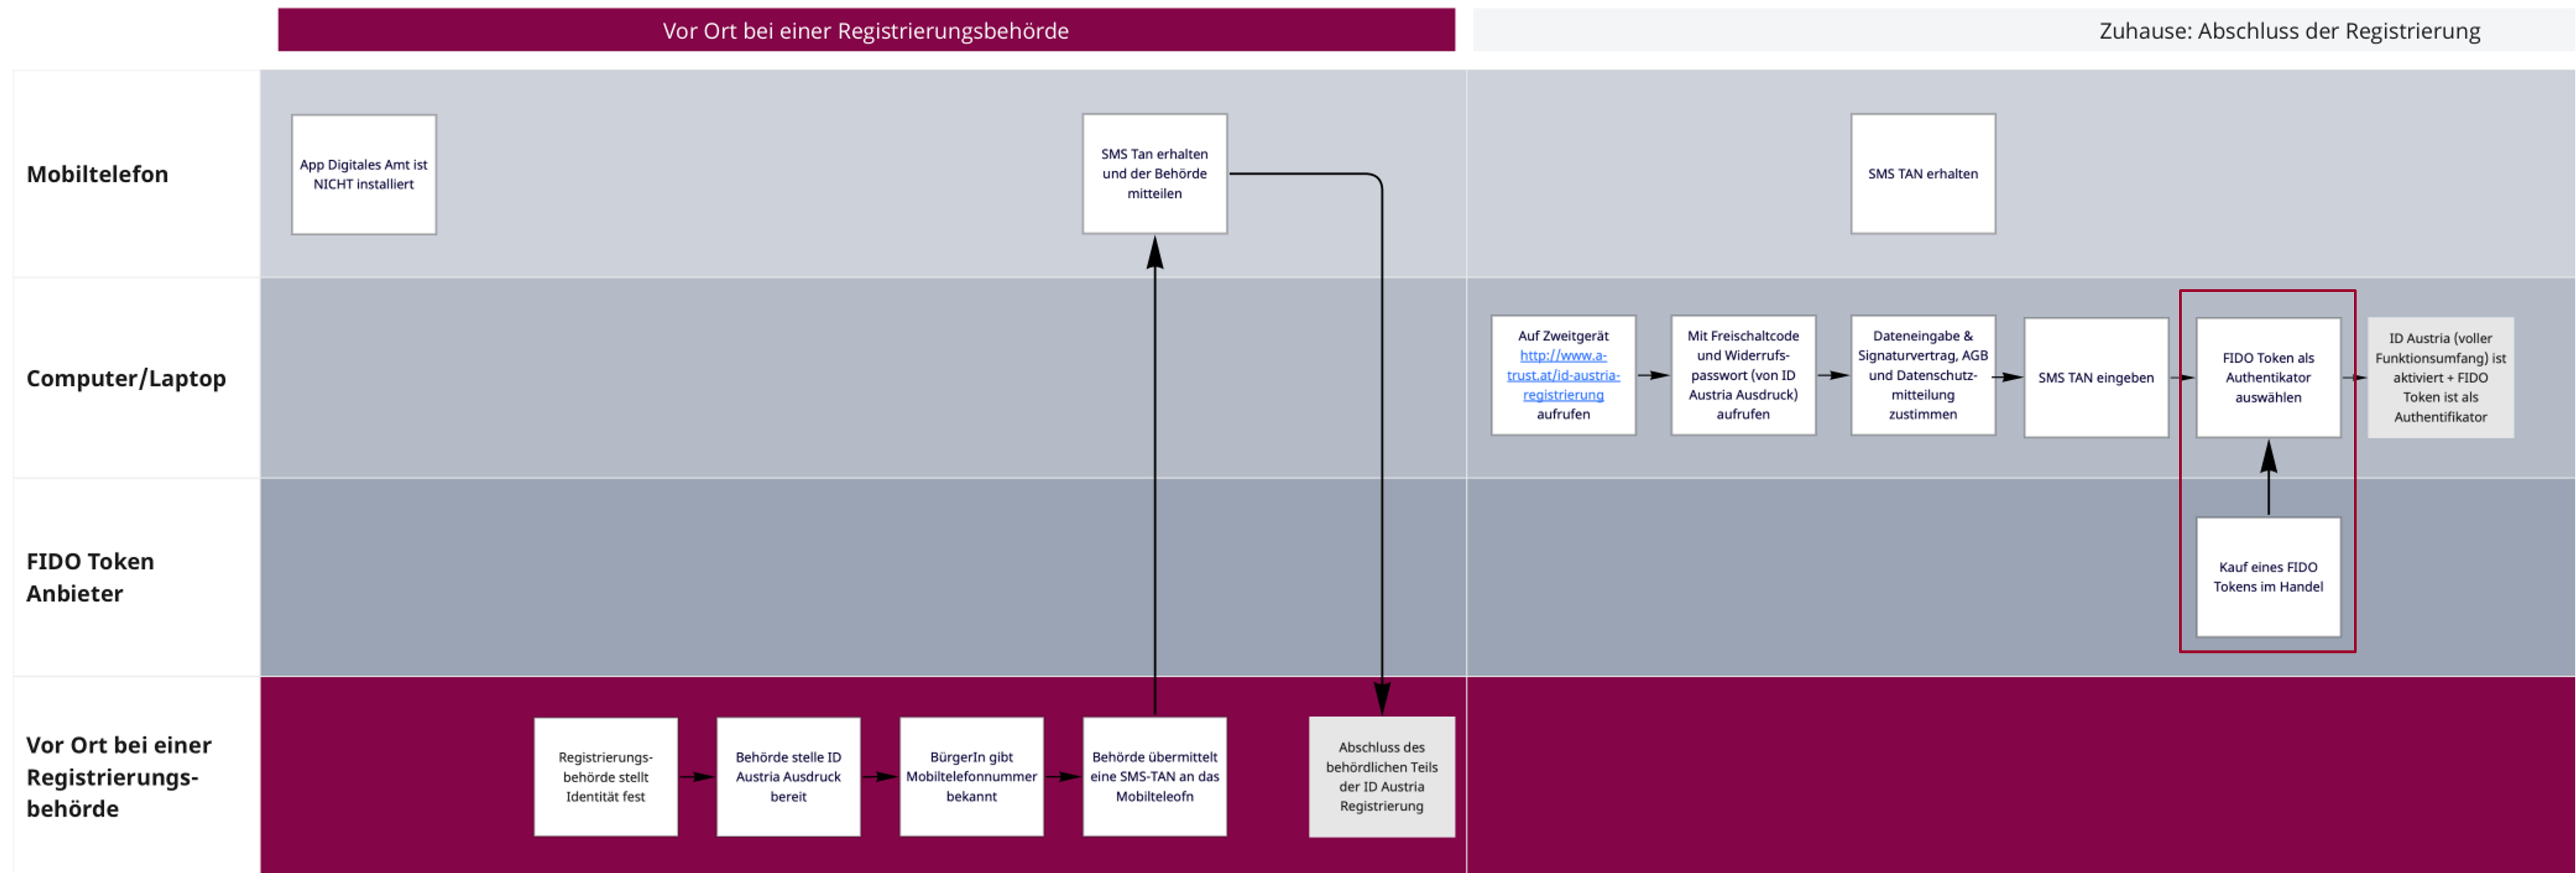 Vor Ort bei einer Registrierungsbehörde
Zuhause: Abschluss der Registrierung
Mobiltelefon
App Digitales Amt ist
NICHT installiert
SMS Tan erhalten
und der Behörde
mitteilen
SMS TAN erhalten
Computer/Laptop
Auf Zweitgerät
http://www.a-
trust.at/id-austria-
registrierung
aufrufen
Mit Freischaltcode
und Widerrufs-
passwort (von ID
Austria Ausdruck)
aufrufen
Dateneingabe &
Signaturvertrag, AGB
und Datenschutz-
mitteilung
zustimmen
SMS TAN eingeben
FIDO Token als
Authentikator
auswählen
ID Austria (voller
Funktionsumfang) ist
aktiviert + FIDO
Token ist als
Authentifikator
FIDO Token
Anbieter
Kauf eines FIDO
Tokens im Handel
Vor Ort bei einer
Registrierungs-
behörde
Registrierungs-
behörde stellt
Identität fest
Behörde stelle ID
Austria Ausdruck
bereit
BürgerIn gibt
Mobiltelefonnummer
bekannt
Behörde übermittelt
eine SMS-TAN an das
Mobilteleofn
Abschluss des
behördlichen Teils
der ID Austria
Registrierung